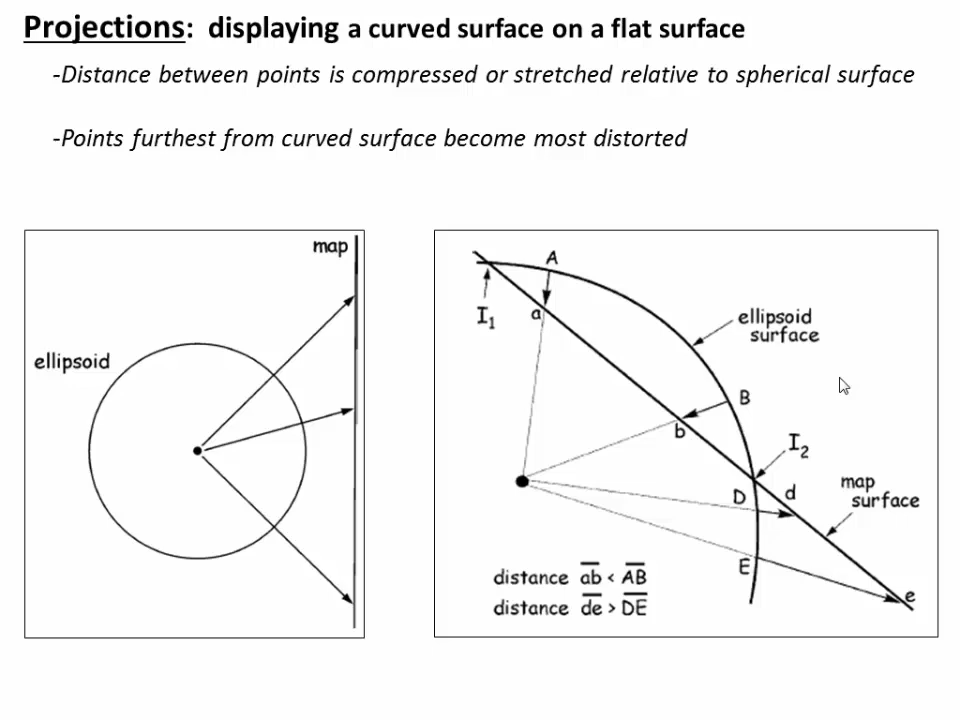 Projections: displaying a curved surface on a flat surface
-Distance between points is compressed or stretched relative to spherical surface
-Points furthest from curved surface become most distorted
map
ellipsoid
A
I1
a
ellipsoid
surface
B
b
I2
D
d
map
surface
E
e
distance ab < AB
distance de > DE